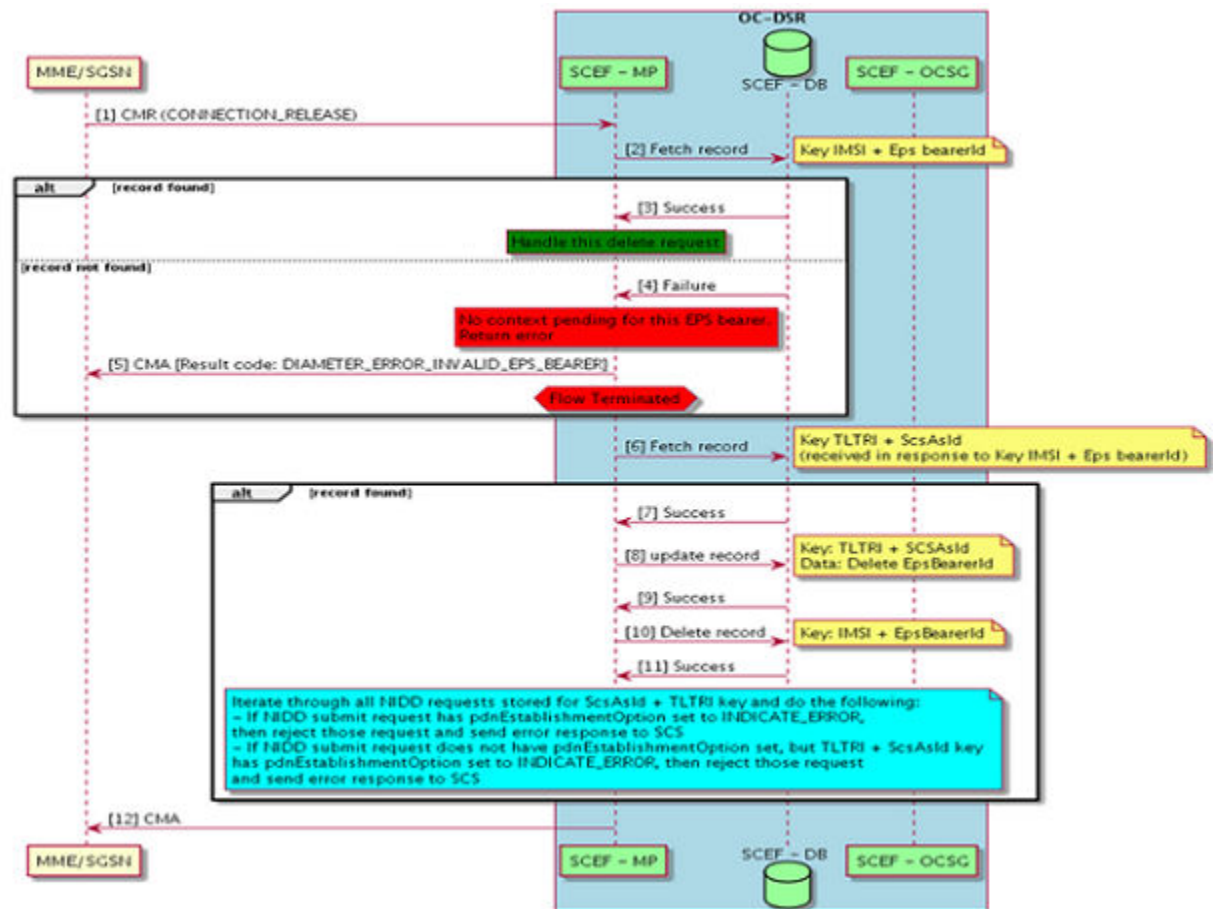 OC-DSR
MME/SGSN
SCEF - MP
SCEF - DB
SCEF - OCSG
[1] CMR (CONNECTION_RELEASE)
[2] Fetch record
Key IMSI + Eps bearerId
alt
[record found]
[3] Success
Handle this delete request
[record not found]
[4] Failure
No context pending for this EPS bearer.
Return error
[5] CMA [Result code: DIAMETER_ERROR_INVALID_EPS_BEARER]
Flow Terminated
[6] Fetch record
Key TLTRI + ScsAsId
(received in response to Key IMSI + Eps bearerId)
alt
[record found]
[7] Success
[8] update record
Key: TLTRI + SCSAsId
Data: Delete EpsBearerId
[9] Success
[10] Delete record
Key: IMSI + EpsBearerId
[11] Success
Iterate through all NIDD requests stored for ScsAsId + TLTRI key and do the following:
- If NIDD submit request has pdnEstablishmentOption set to INDICATE_ERROR,
then reject those request and send error response to SCS
- If NIDD submit request does not have pdnEstablishmentOption set, but TLTRI + ScsAsId key
has pdnEstablishmentOption set to INDICATE_ERROR, then reject those request
and send error response to SCS
[12] CMA
MME/SGSN
SCEF - MP
SCEF - DB
SCEF - OCSG